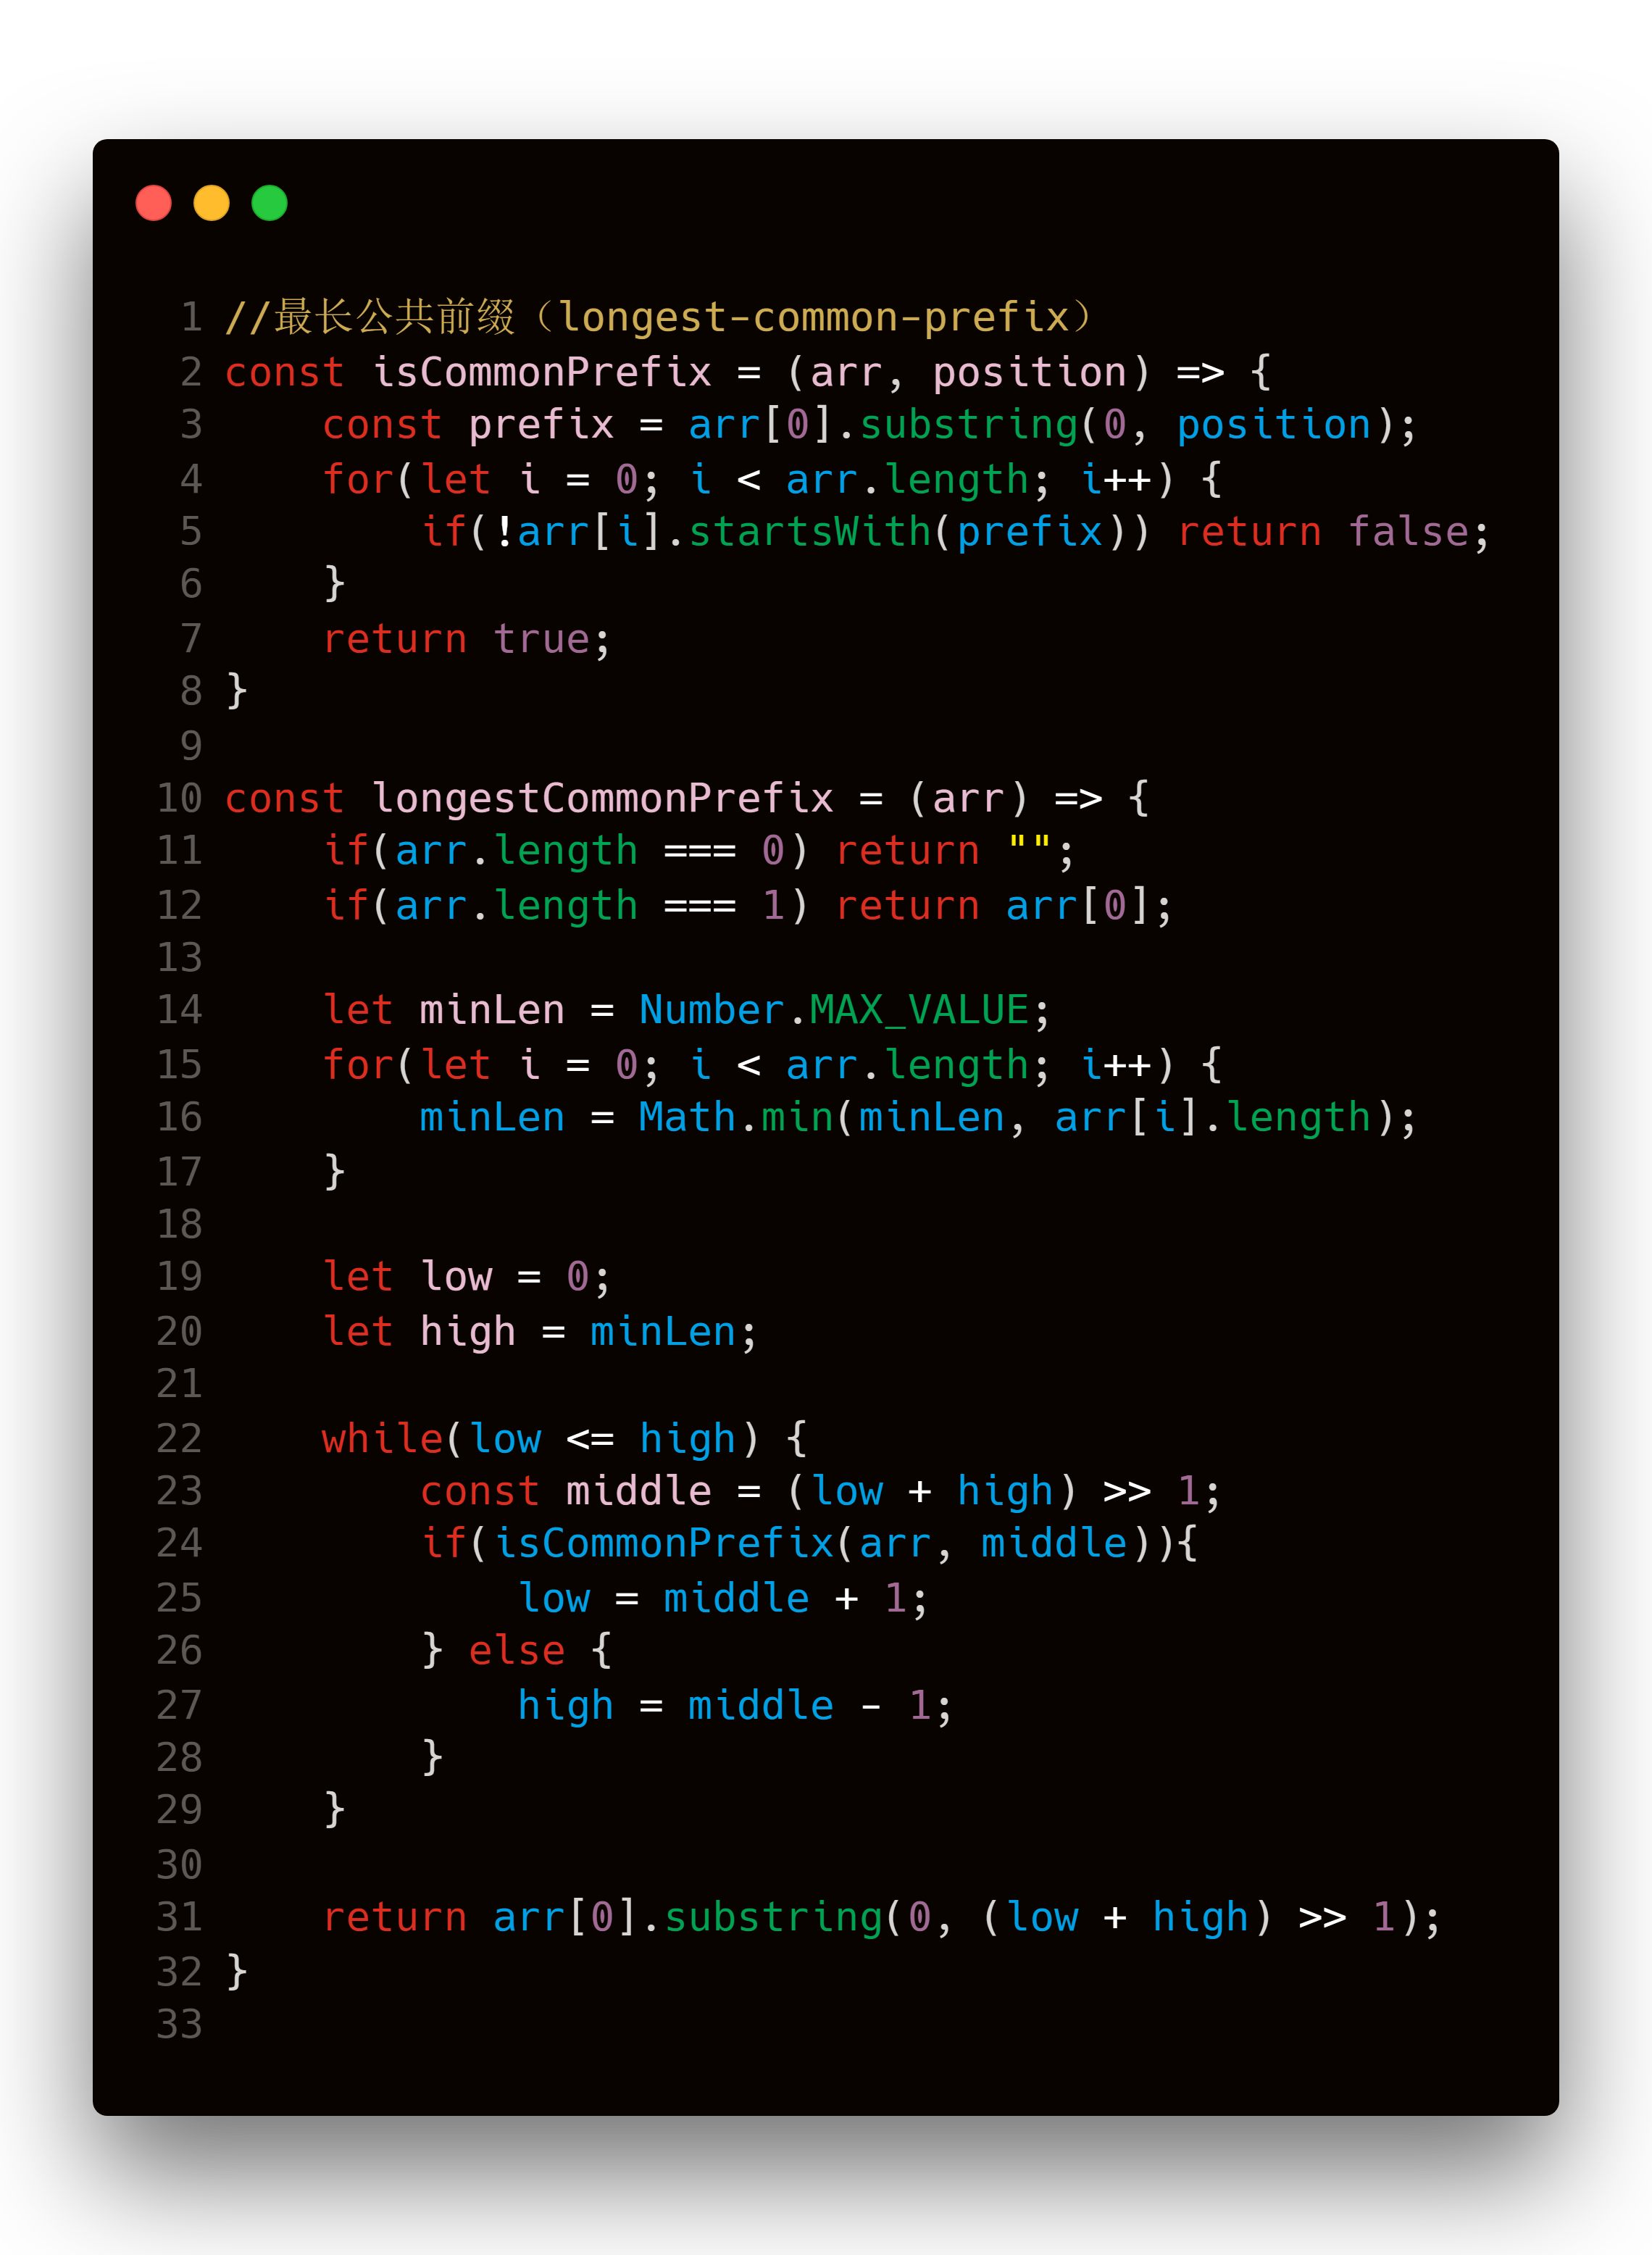 1 //最长公共前缀（longest-common-prefix）
2 const isCommonPrefix = (arr, position) => {
3     const prefix = arr[0].substring(0, position);
4     for(let i = 0; i < arr.length; i++) {
5         if(!arr[i].startsWith(prefix)) return false;
6     }
7     return true;
8 }
9
10 const longestCommonPrefix = (arr) => {
11     if(arr.length === 0) return "";
12     if(arr.length === 1) return arr[0];
13
14     let minLen = Number.MAX_VALUE;
15     for(let i = 0; i < arr.length; i++) {
16         minLen = Math.min(minLen, arr[i].length);
17     }
18
19     let low = 0;
20     let high = minLen;
21
22     while(low <= high) {
23         const middle = (low + high) >> 1;
24         if(isCommonPrefix(arr, middle)){
25             low = middle + 1;
26         } else {
27             high = middle - 1;
28         }
29     }
30
31     return arr[0].substring(0, (low + high) >> 1);
32 }
33